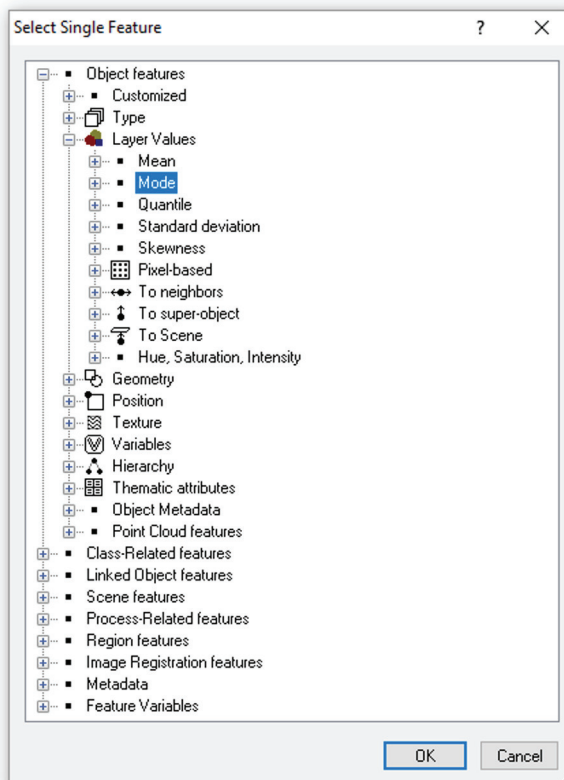 Select Single Feature ?
Object features
Customized
Type
Layer Values
Mean
Mode
Quantile
Standard deviation
Skewness
Pixel-based
To neighbors
To super-object
To Scene
Hue, Saturation, Intensity
Geometry
Position
Texture
Variables
Hierarchy
Thematic attributes
Object Metadata
Point Cloud features
Class-Related features
Linked Object features
Scene features
Process-Related features
Region features
Image Registration features
Metadata
Feature Variables
OK Cancel